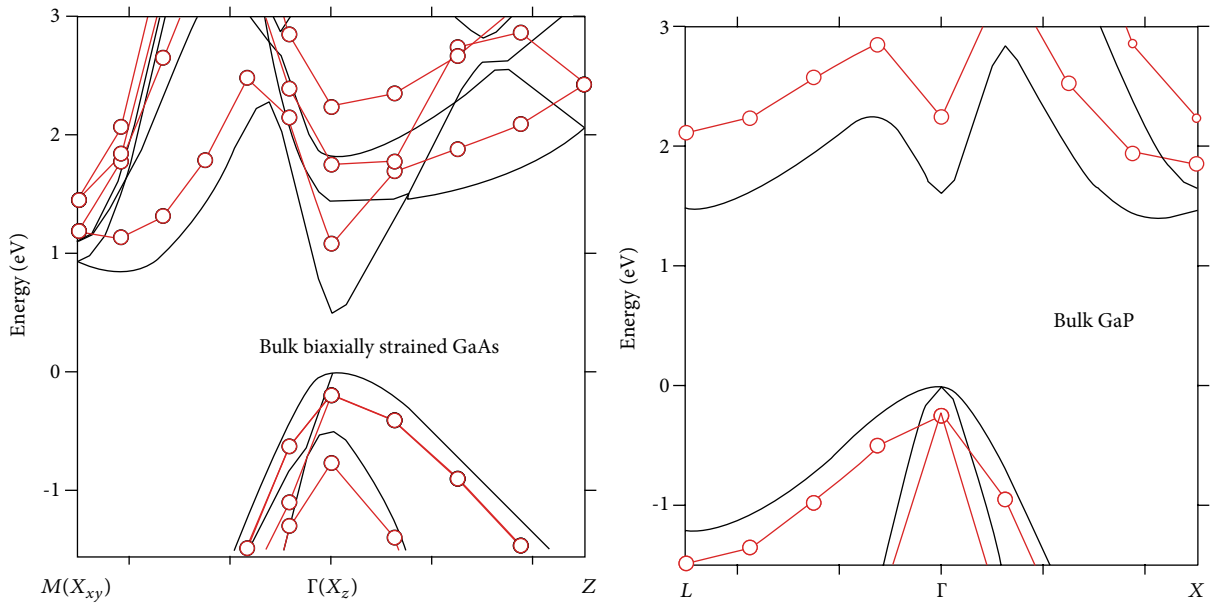 3
2
1
0
-1
Energy (eV)
Bulk biaxially strained GaAs
M(Xxy)
Γ(Xz)
Z
3
2
1
0
-1
Energy (eV)
Bulk GaP
L
Γ
X